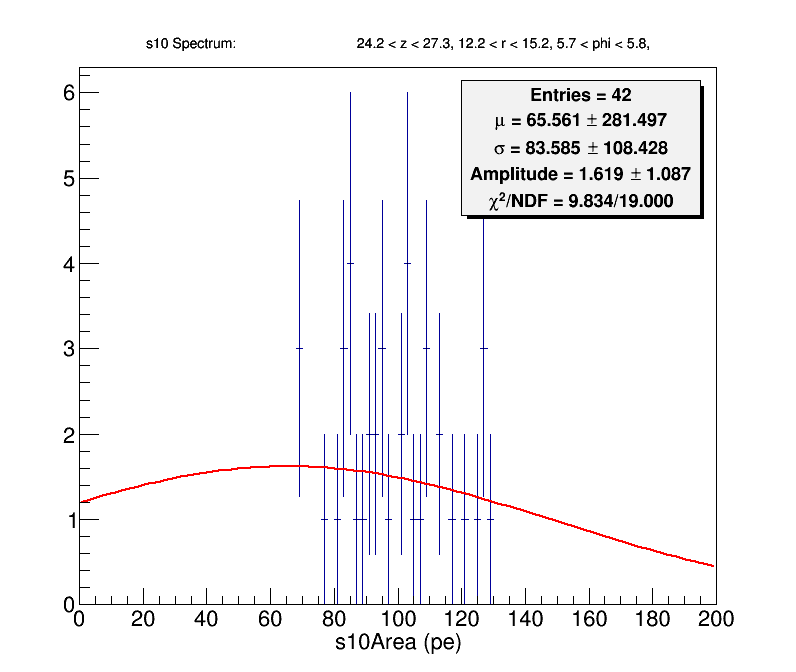 s10 Spectrum: 24.2 < z < 27.3, 12.2 < r < 15.2, 5.7 < phi < 5.8,
Entries = 42
μ = 65.561 ± 281.497
σ = 83.585 ± 108.428
Amplitude = 1.619 ± 1.087
χ²/NDF = 9.834/19.000
6
5
4
3
2
1
0
0 20 40 60 80 100 120 140 160 180 200
s10Area (pe)